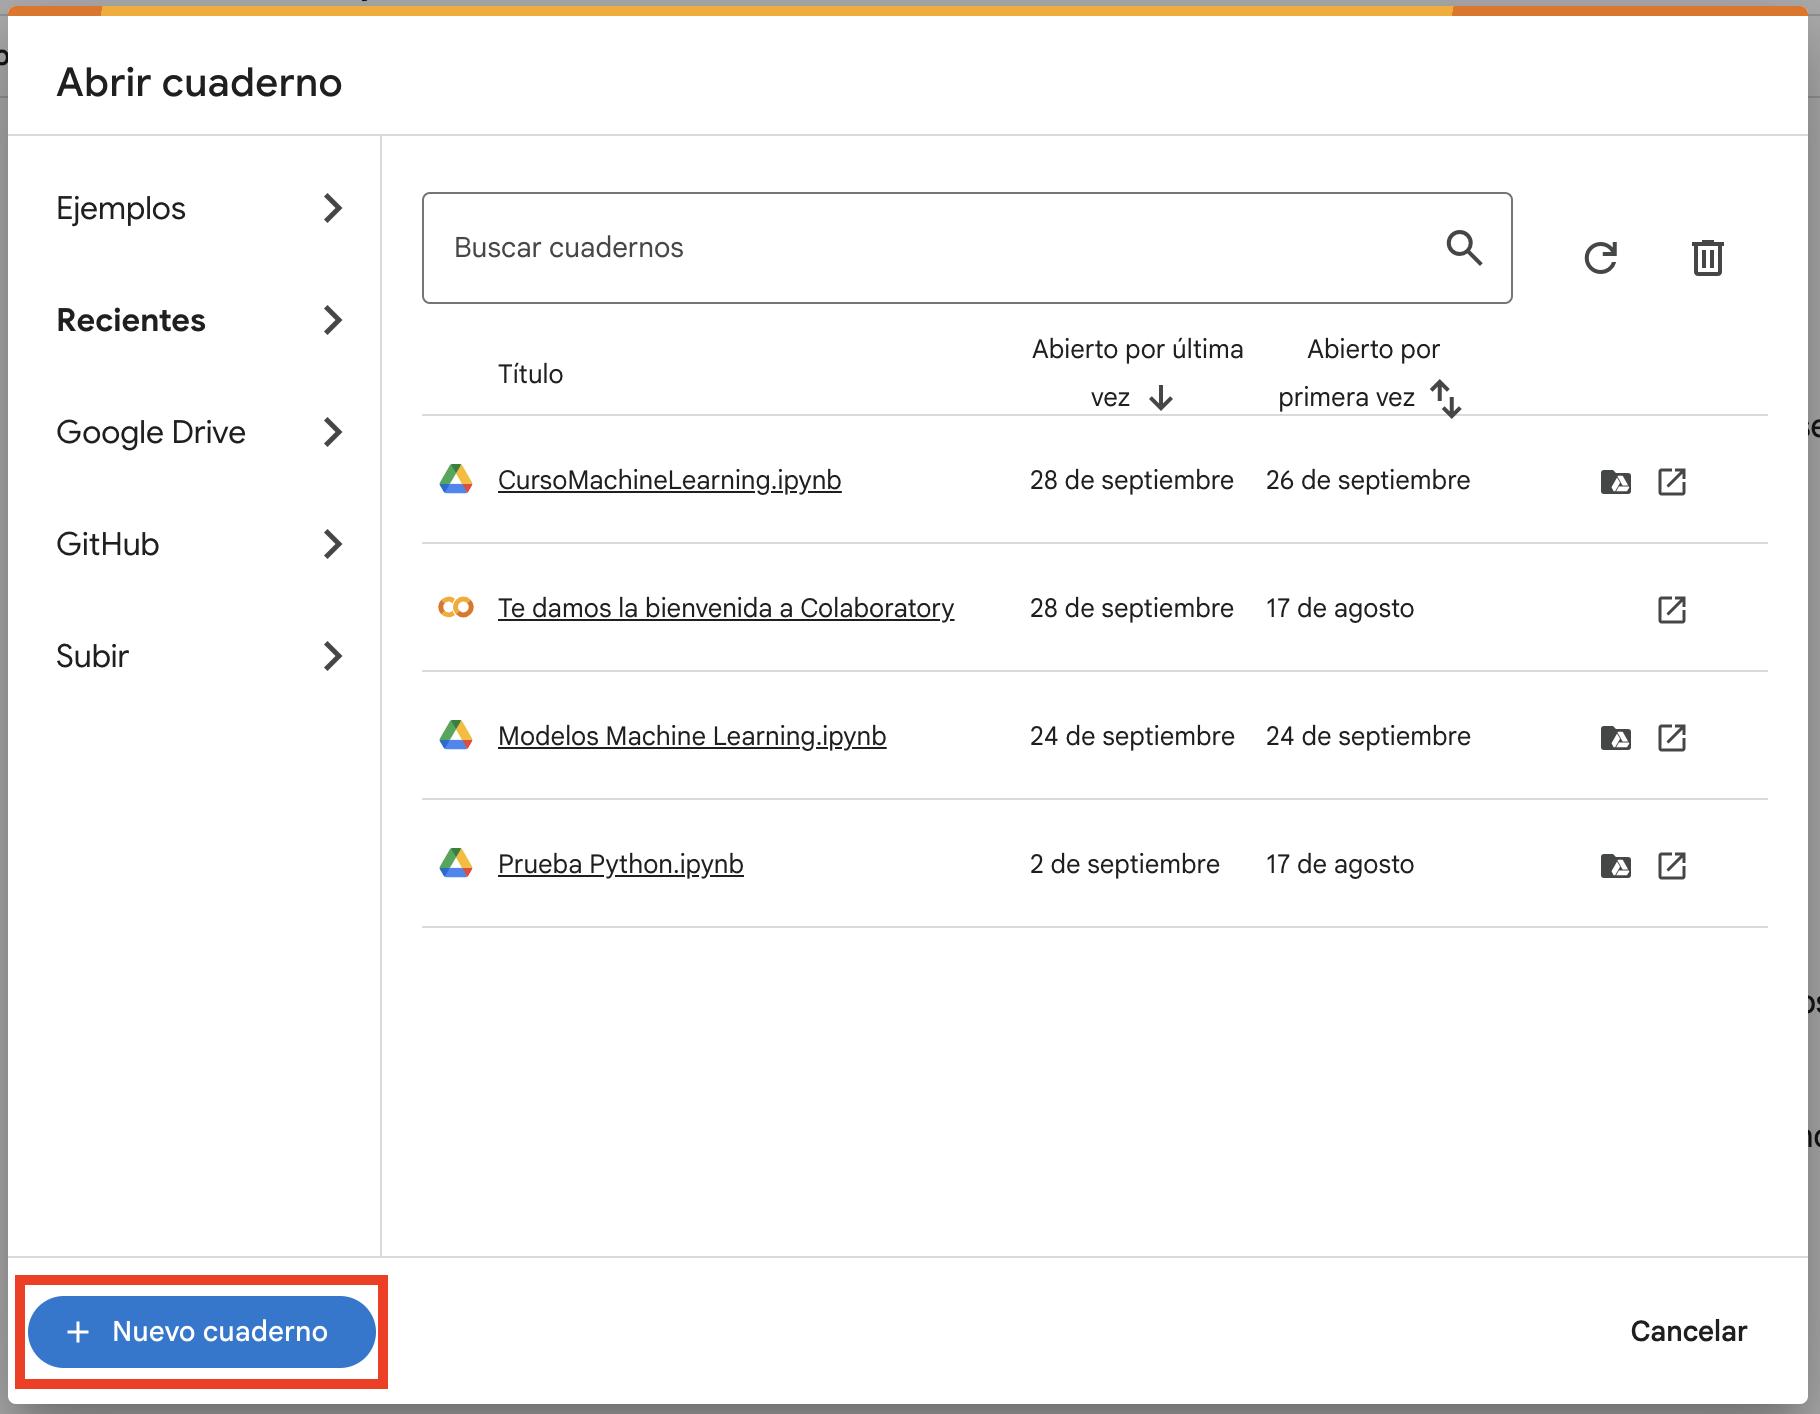 Abrir cuaderno
Ejemplos
Recientes
Google Drive
GitHub
Subir
Buscar cuadernos
Título
Abierto por última
vez
Abierto por
primera vez
CursoMachineLearning.ipynb 28 de septiembre 26 de septiembre
Te damos la bienvenida a Colaboratory 28 de septiembre 17 de agosto
Modelos Machine Learning.ipynb 24 de septiembre 24 de septiembre
Prueba Python.ipynb 2 de septiembre 17 de agosto
+ Nuevo cuaderno
Cancelar